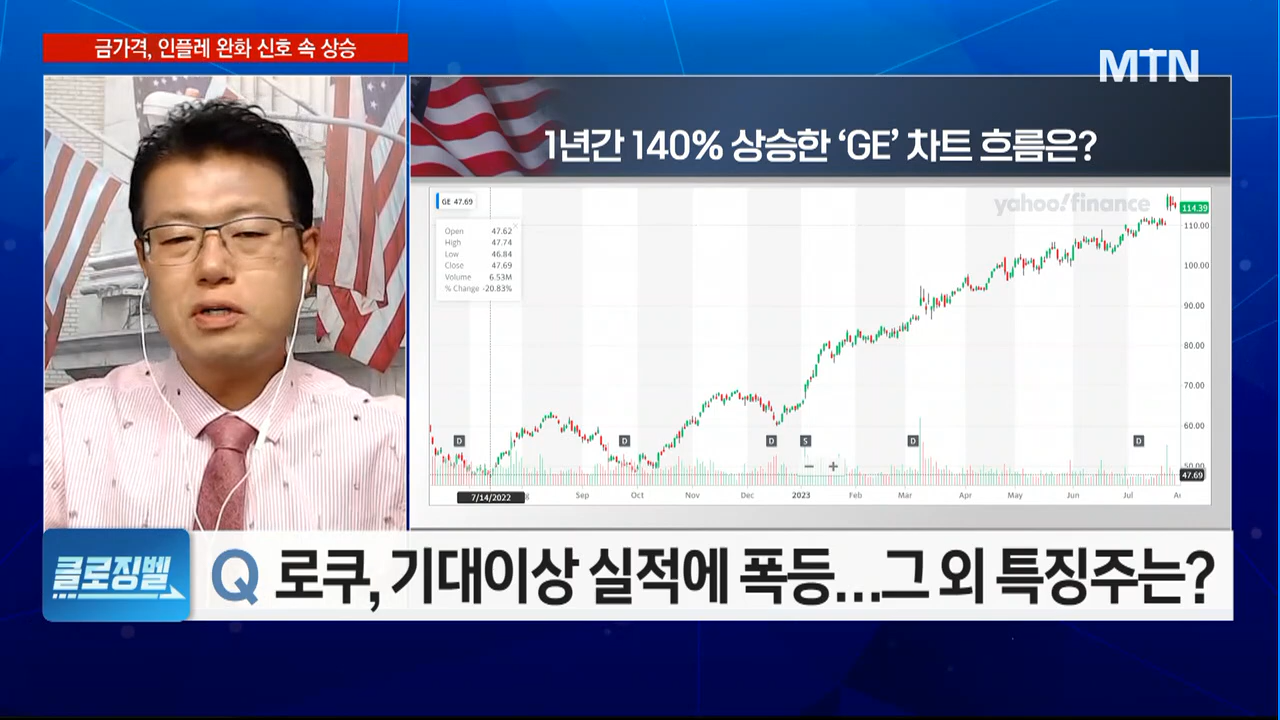 금가격, 인플레 완화 신호 속 상승
MTN
1년간 140% 상승한 ‘GE’ 차트 흐름은?
GE 47.69
yahoo!finance
Open 47.62
High 47.74
Low 46.84
Close 47.69
Volume 6.53M
% Change -20.83%
114.39
110.00
100.00
90.00
80.00
70.00
60.00
50.00
47.69
D D D S D D
− +
7/14/2022 Sep Oct Nov Dec 2023 Feb Mar Apr May Jun Jul
클로징벨
Q 로쿠, 기대이상 실적에 폭등...그 외 특징주는?